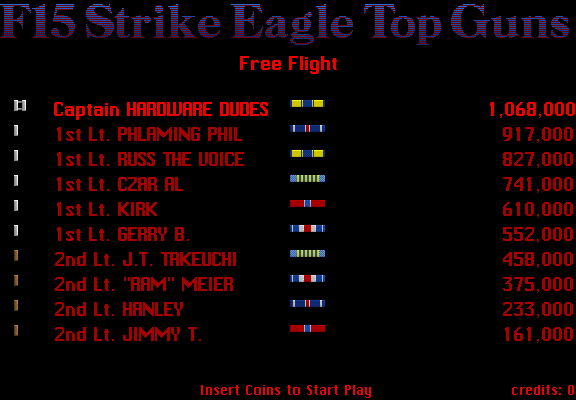 F15 Strike Eagle Top Guns
Free Flight
Captain HARDWARE DUDES 1,068,000
1st Lt. PHLAMING PHIL 917,000
1st Lt. RUSS THE VOICE 827,000
1st Lt. CZAR AL 741,000
1st Lt. KIRK 610,000
1st Lt. GERRY B. 552,000
2nd Lt. J.T. TAKEUCHI 458,000
2nd Lt. "RAM" MEIER 375,000
2nd Lt. HANLEY 233,000
2nd Lt. JIMMY T. 161,000
Insert Coins to Start Play credits: 0